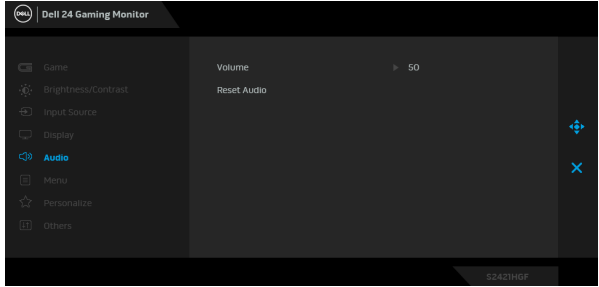 DELL Dell 24 Gaming Monitor
Game
Brightness/Contrast
Input Source
Display
Audio
Menu
Personalize
Others
Volume 50
Reset Audio
S2421HGF